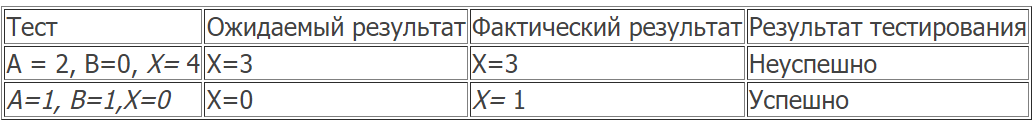 Тест Ожидаемый результат Фактический результат Результат тестирования
A = 2, B=0, X= 4 X=3 X=3 Неуспешно
A=1, B=1,X=0 X=0 X= 1 Успешно